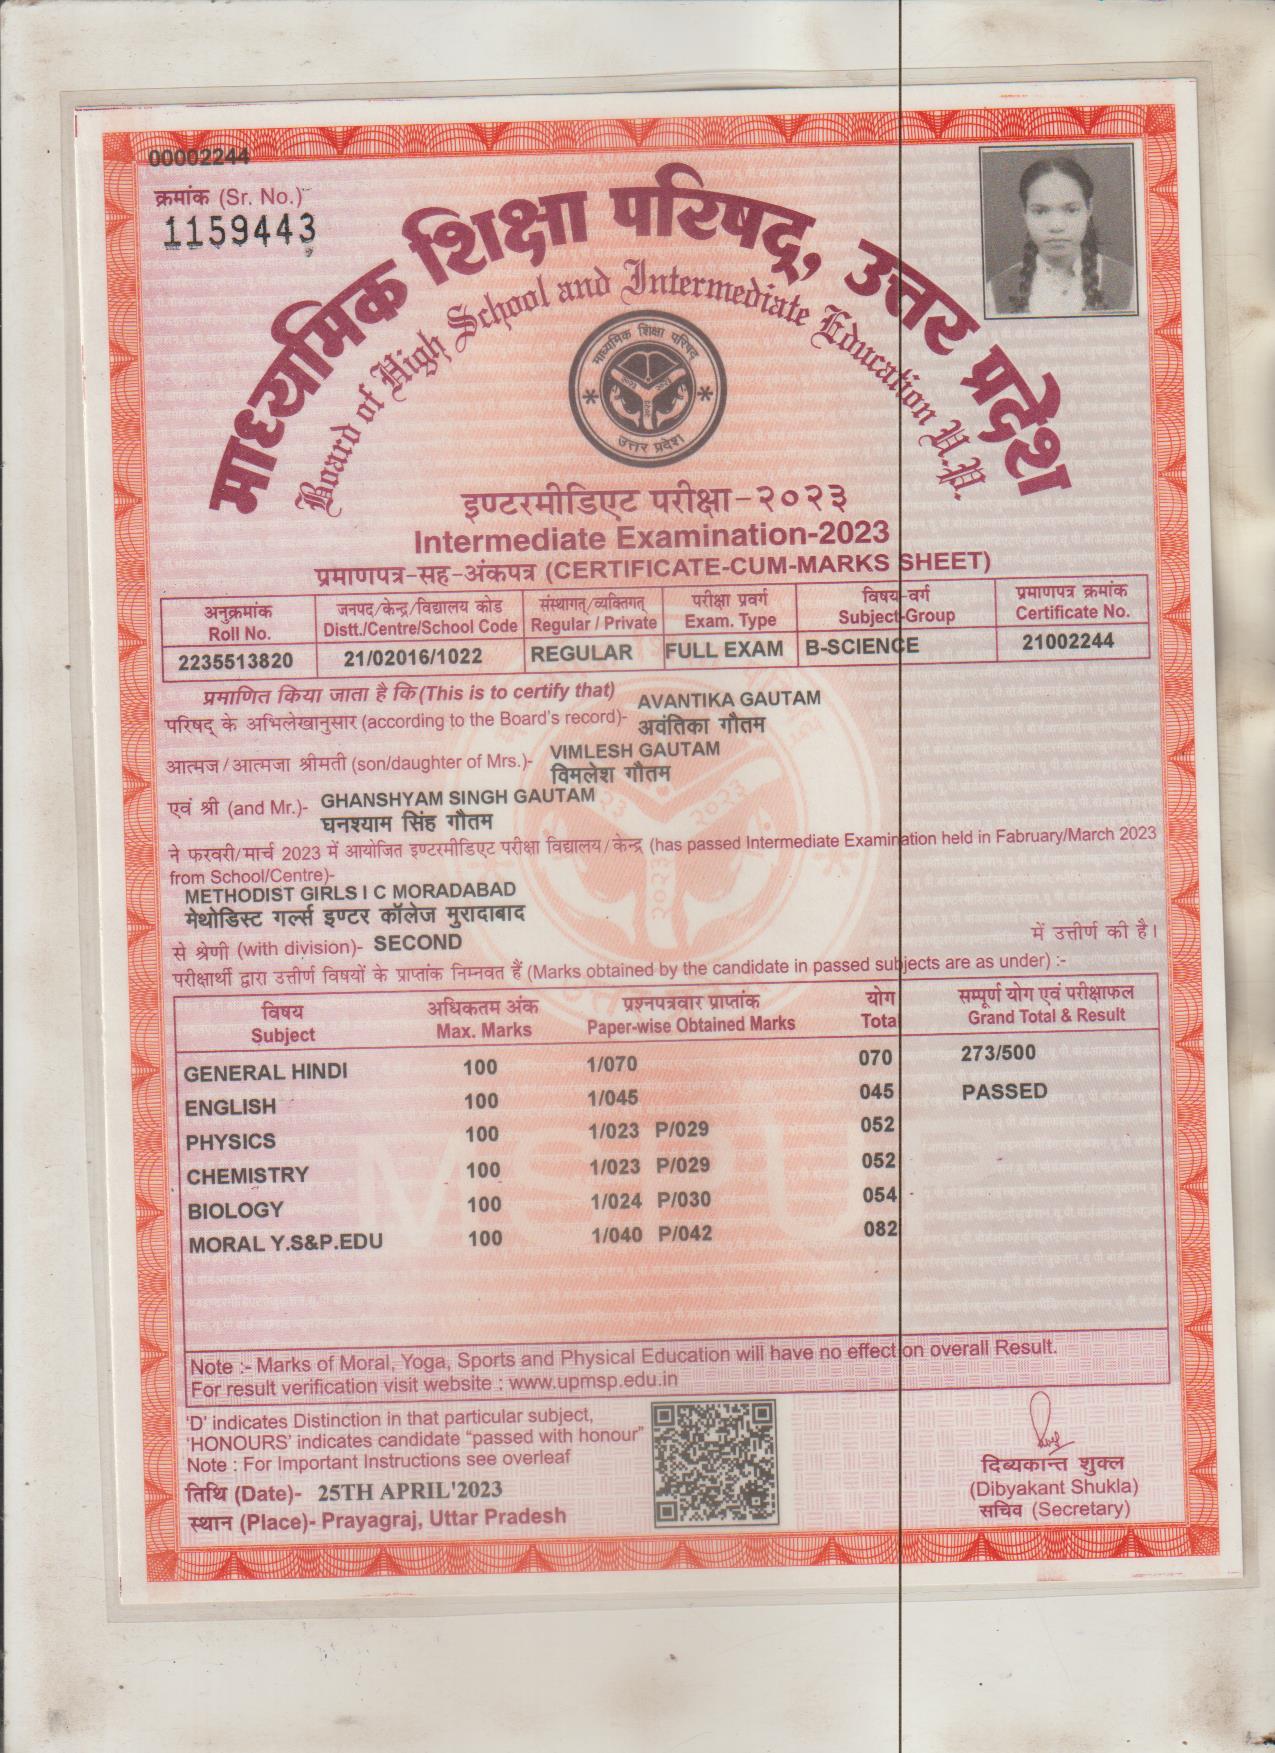 00002244
क्रमांक (Sr. No.)
1159443
माध्यमिक शिक्षा परिषद्, उत्तर प्रदेश
Board of High School and Intermediate Education U.P.
माध्यमिक शिक्षा परिषद
उत्तर प्रदेश
इण्टरमीडिएट परीक्षा-२०२३
Intermediate Examination-2023
प्रमाणपत्र-सह-अंकपत्र (CERTIFICATE-CUM-MARKS SHEET)
अनुक्रमांक जनपद/केन्द्र/विद्यालय कोड संस्थागत्/व्यक्तिगत् परीक्षा प्रवर्ग विषय-वर्ग प्रमाणपत्र क्रमांक
Roll No. Distt./Centre/School Code Regular / Private Exam. Type Subject-Group Certificate No.
2235513820 21/02016/1022 REGULAR FULL EXAM B-SCIENCE 21002244
प्रमाणित किया जाता है कि (This is to certify that) AVANTIKA GAUTAM
परिषद् के अभिलेखानुसार (according to the Board's record)- अवंतिका गौतम
VIMLESH GAUTAM
आत्मज/आत्मजा श्रीमती (son/daughter of Mrs.)- विमलेश गौतम
एवं श्री (and Mr.)- GHANSHYAM SINGH GAUTAM
घनश्याम सिंह गौतम
ने फरवरी/मार्च 2023 में आयोजित इण्टरमीडिएट परीक्षा विद्यालय/केन्द्र (has passed Intermediate Examination held in Fabruary/March 2023
from School/Centre)-
METHODIST GIRLS I C MORADABAD
मेथोडिस्ट गर्ल्स इण्टर कॉलेज मुरादाबाद
से श्रेणी (with division)- SECOND में उत्तीर्ण की है।
परीक्षार्थी द्वारा उत्तीर्ण विषयों के प्राप्तांक निम्नवत हैं (Marks obtained by the candidate in passed subjects are as under) :-
विषय अधिकतम अंक प्रश्नपत्रवार प्राप्तांक योग सम्पूर्ण योग एवं परीक्षाफल
Subject Max. Marks Paper-wise Obtained Marks Total Grand Total & Result
GENERAL HINDI 100 1/070 070 273/500
ENGLISH 100 1/045 045 PASSED
PHYSICS 100 1/023 P/029 052
CHEMISTRY 100 1/023 P/029 052
BIOLOGY 100 1/024 P/030 054
MORAL Y.S&P.EDU 100 1/040 P/042 082
Note :- Marks of Moral, Yoga, Sports and Physical Education will have no effect on overall Result.
For result verification visit website : www.upmsp.edu.in
'D' indicates Distinction in that particular subject,
'HONOURS' indicates candidate "passed with honour"
Note : For Important Instructions see overleaf
तिथि (Date)- 25TH APRIL'2023
स्थान (Place)- Prayagraj, Uttar Pradesh
दिव्यकान्त शुक्ल
(Dibyakant Shukla)
सचिव (Secretary)